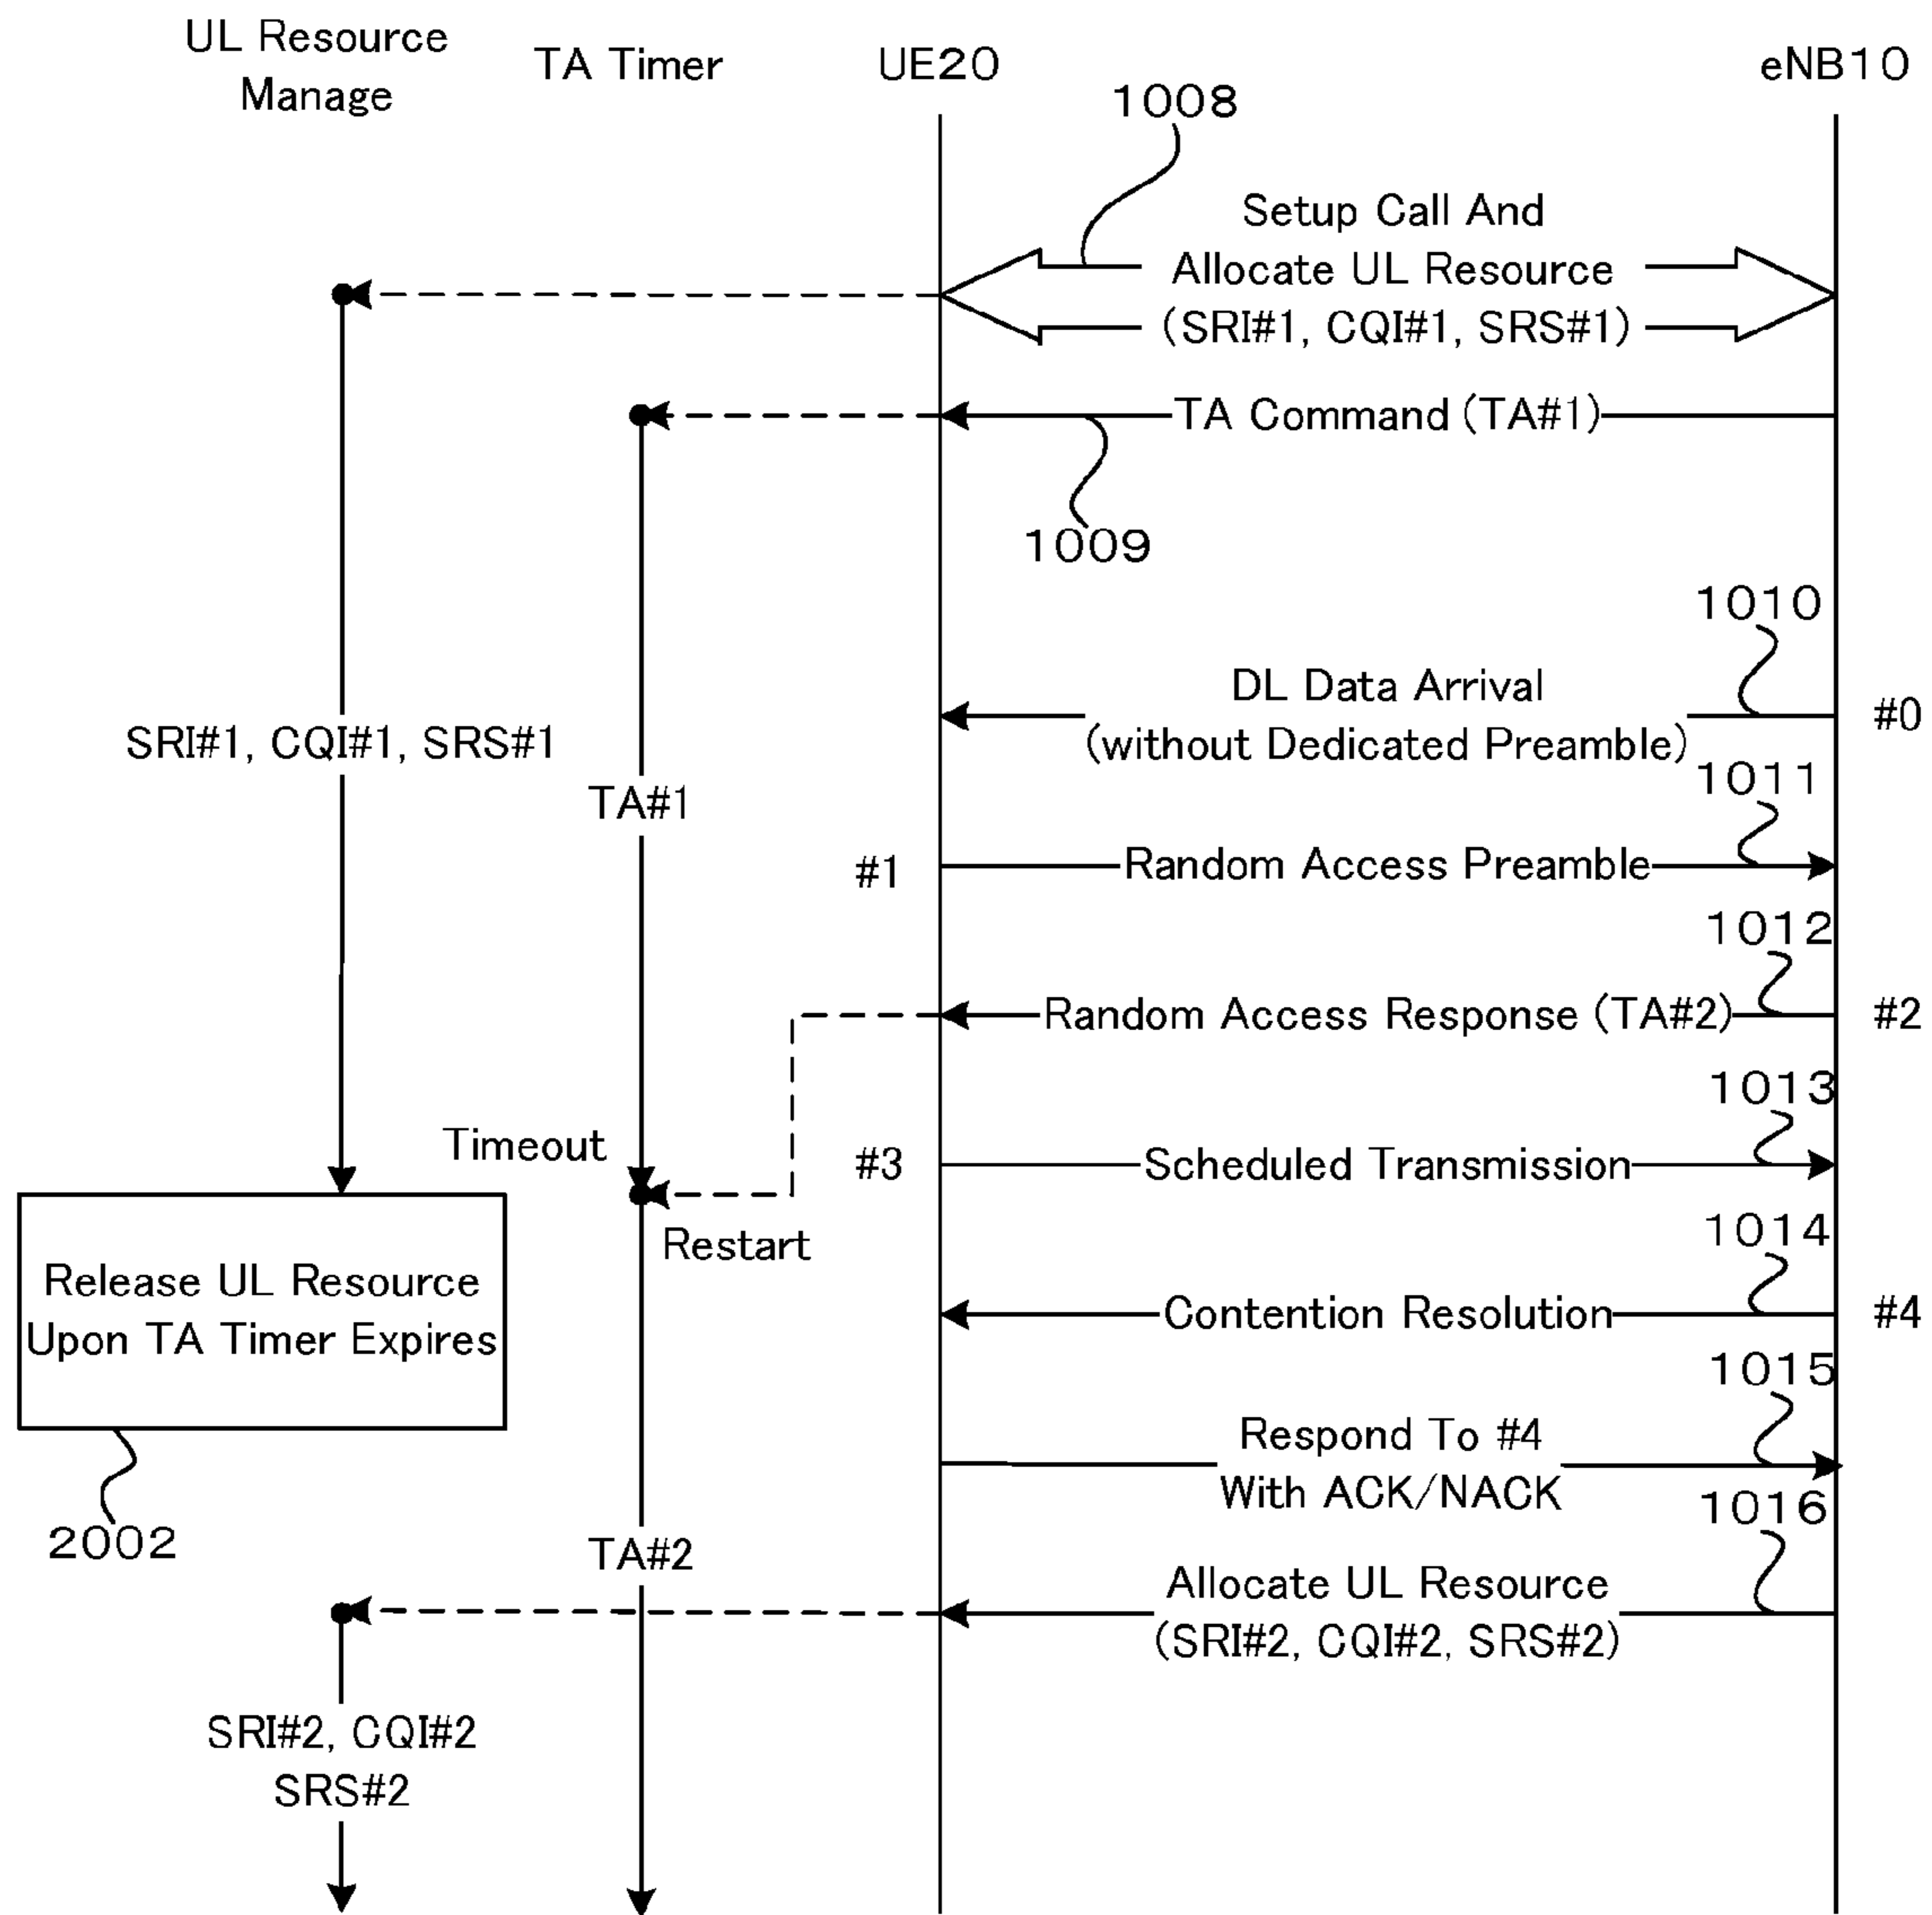 UL Resource
Manage
TA Timer
UE20
eNB10
1008
Setup Call And
Allocate UL Resource
(SRI#1, CQI#1, SRS#1)
TA Command (TA#1)
1009
1010
DL Data Arrival
(without Dedicated Preamble)
#0
SRI#1, CQI#1, SRS#1
1011
TA#1
#1
Random Access Preamble
1012
Random Access Response (TA#2)
#2
1013
Timeout
#3
Scheduled Transmission
Restart
1014
Release UL Resource
Upon TA Timer Expires
Contention Resolution
#4
1015
Respond To #4
With ACK/NACK
1016
2002
TA#2
Allocate UL Resource
(SRI#2, CQI#2, SRS#2)
SRI#2, CQI#2
SRS#2